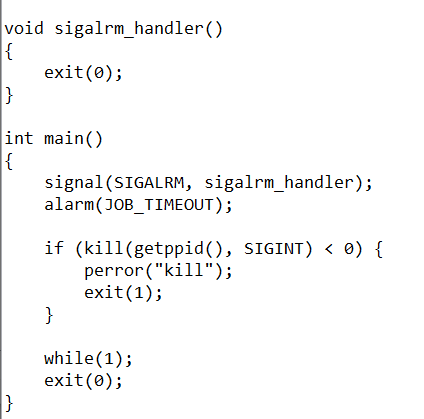 void sigalrm_handler()
{
    exit(0);
}

int main()
{
    signal(SIGALRM, sigalrm_handler);
    alarm(JOB_TIMEOUT);

    if (kill(getppid(), SIGINT) < 0) {
        perror("kill");
        exit(1);
    }

    while(1);
    exit(0);
}